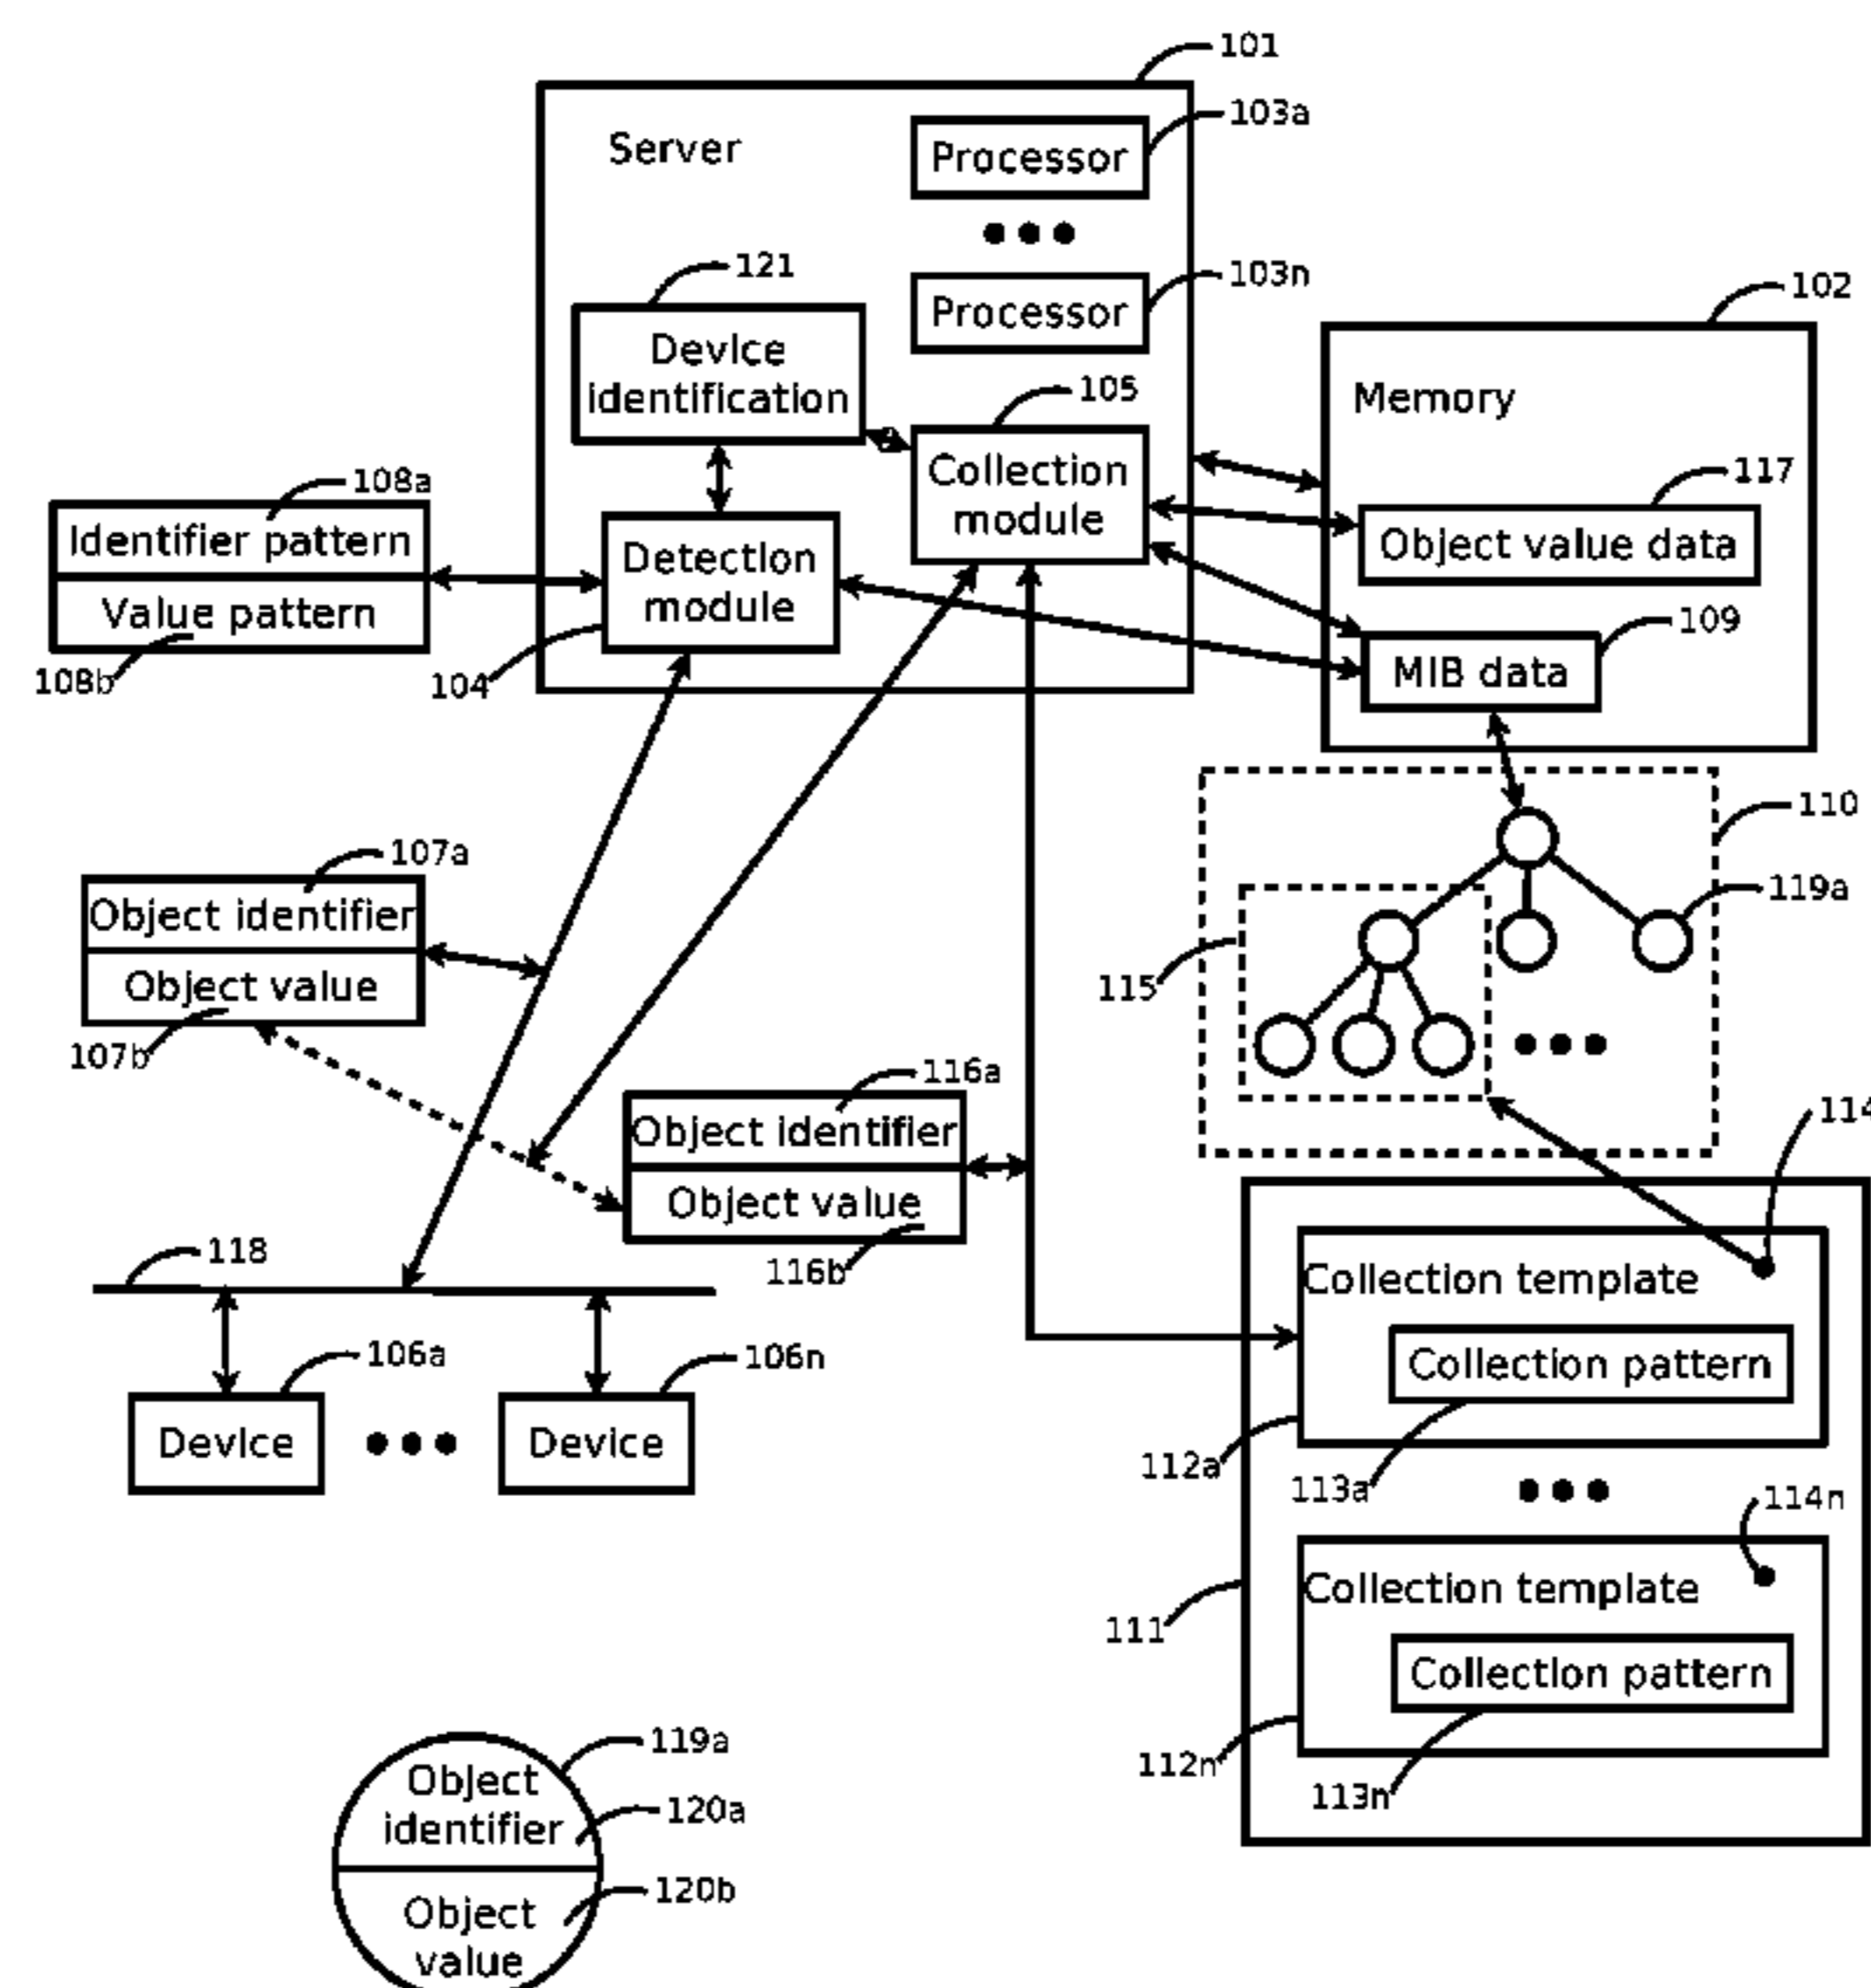 101
Server
Processor
103a
Processor
103n
121
Device
identification
105
Collection
module
Detection
module
104
108a
Identifier pattern
Value pattern
108b
102
Memory
117
Object value data
109
MIB data
110
119a
115
107a
Object identifier
Object value
107b
116a
Object identifier
Object value
116b
118
106a
Device
106n
Device
114
Collection template
Collection pattern
112a
113a
114n
Collection template
Collection pattern
111
112n
113n
119a
Object
identifier
120a
120b
Object
value